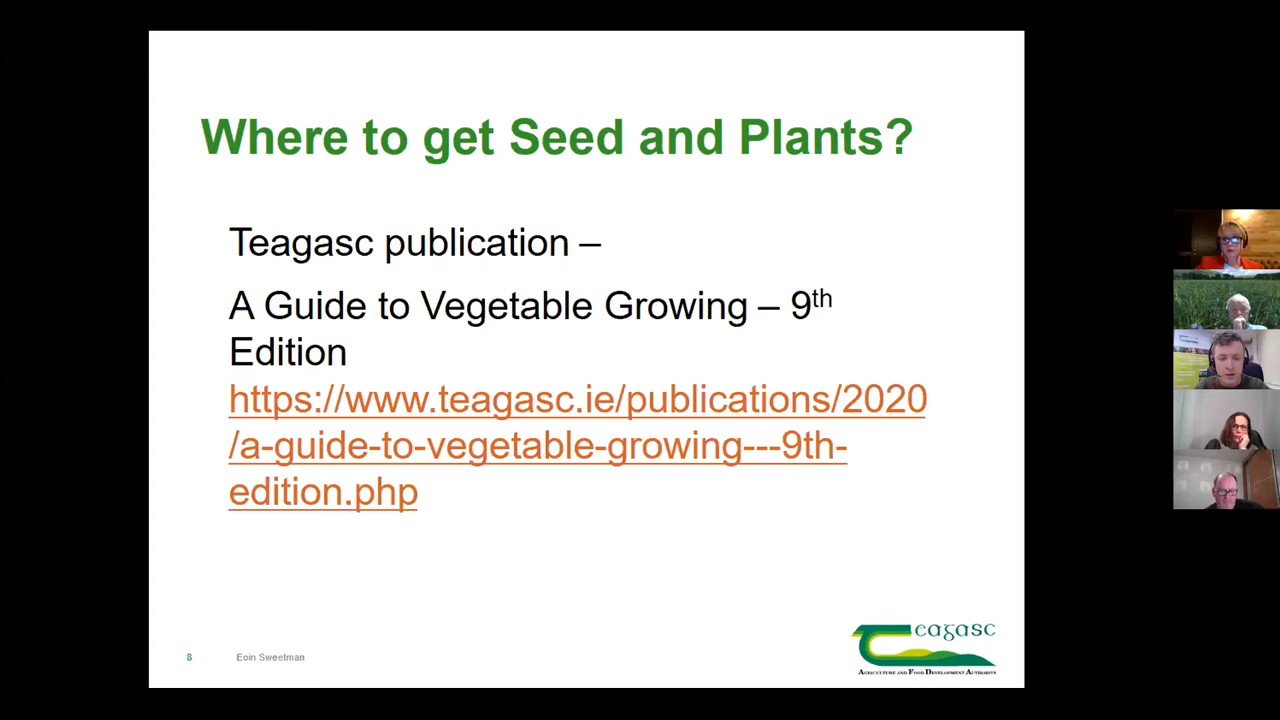 Where to get Seed and Plants?
Teagasc publication –
A Guide to Vegetable Growing – 9th
Edition
https://www.teagasc.ie/publications/2020
/a-guide-to-vegetable-growing---9th-
edition.php
8 Eoin Sweetman
Teagasc
AGRICULTURE AND FOOD DEVELOPMENT AUTHORITY